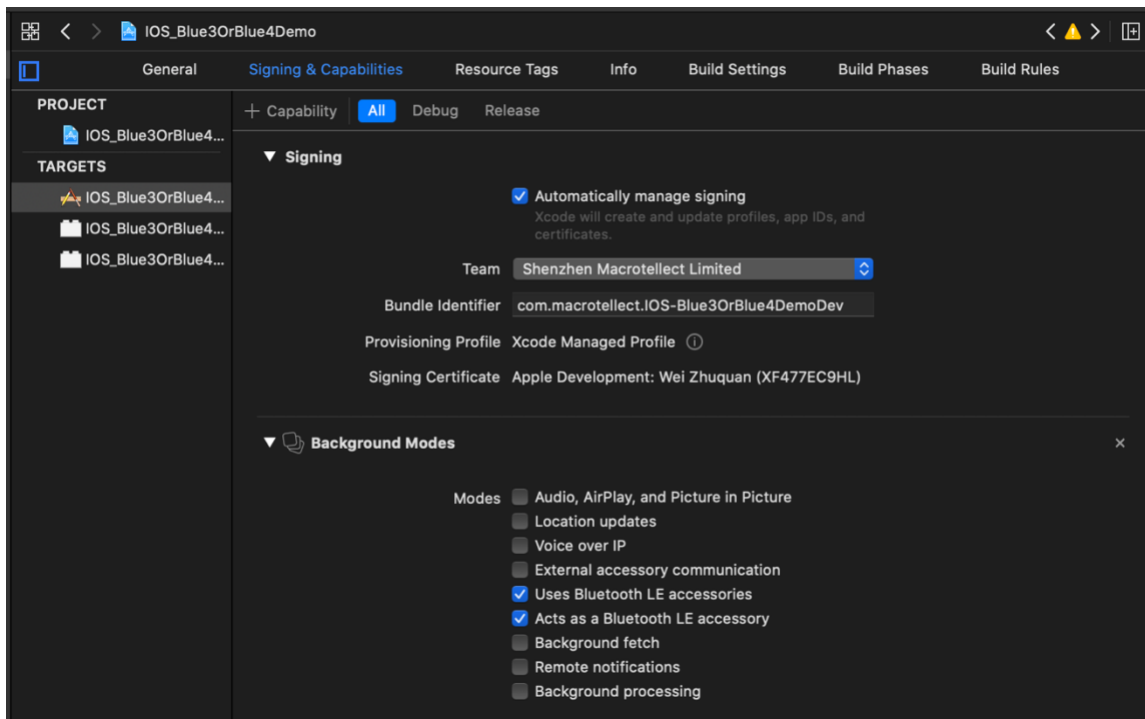 IOS_Blue3OrBlue4Demo
General Signing & Capabilities Resource Tags Info Build Settings Build Phases Build Rules
PROJECT
IOS_Blue3OrBlue4...
TARGETS
IOS_Blue3OrBlue4...
IOS_Blue3OrBlue4...
IOS_Blue3OrBlue4...
+ Capability All Debug Release
Signing
Automatically manage signing
Xcode will create and update profiles, app IDs, and
certificates.
Team Shenzhen Macrotellect Limited
Bundle Identifier com.macrotellect.IOS-Blue3OrBlue4DemoDev
Provisioning Profile Xcode Managed Profile
Signing Certificate Apple Development: Wei Zhuquan (XF477EC9HL)
Background Modes
Modes Audio, AirPlay, and Picture in Picture
Location updates
Voice over IP
External accessory communication
Uses Bluetooth LE accessories
Acts as a Bluetooth LE accessory
Background fetch
Remote notifications
Background processing